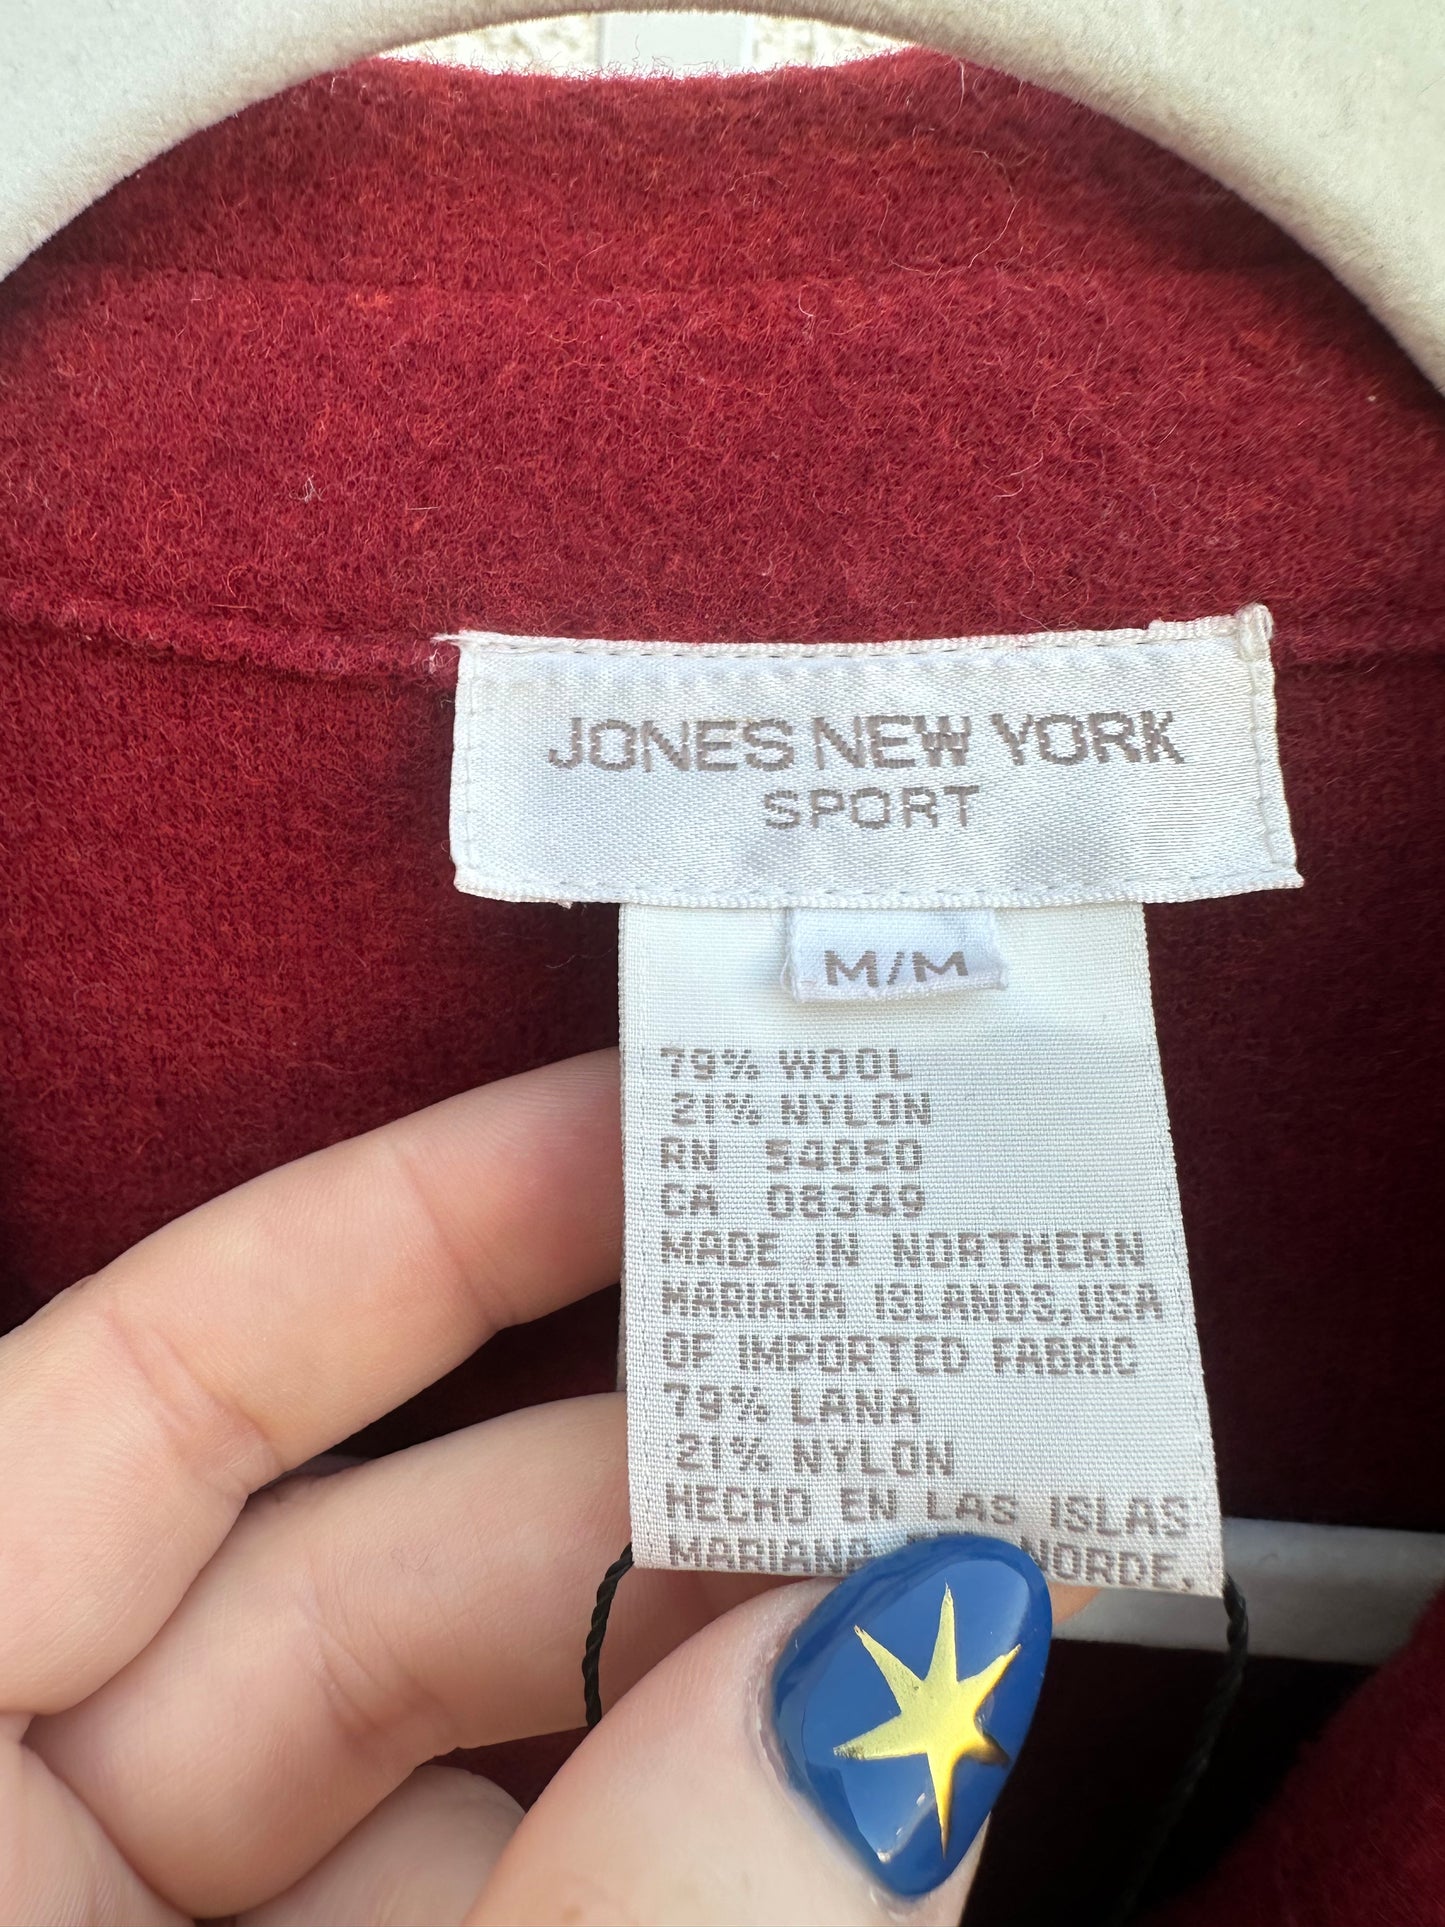 JONES NEW YORK
SPORT
M/M
79% WOOL
21% NYLON
RN 54050
CA 08349
MADE IN NORTHERN
MARIANA ISLANDS,USA
OF IMPORTED FABRIC
79% LANA
21% NYLON
HECHO EN LAS ISLAS
NORDE,